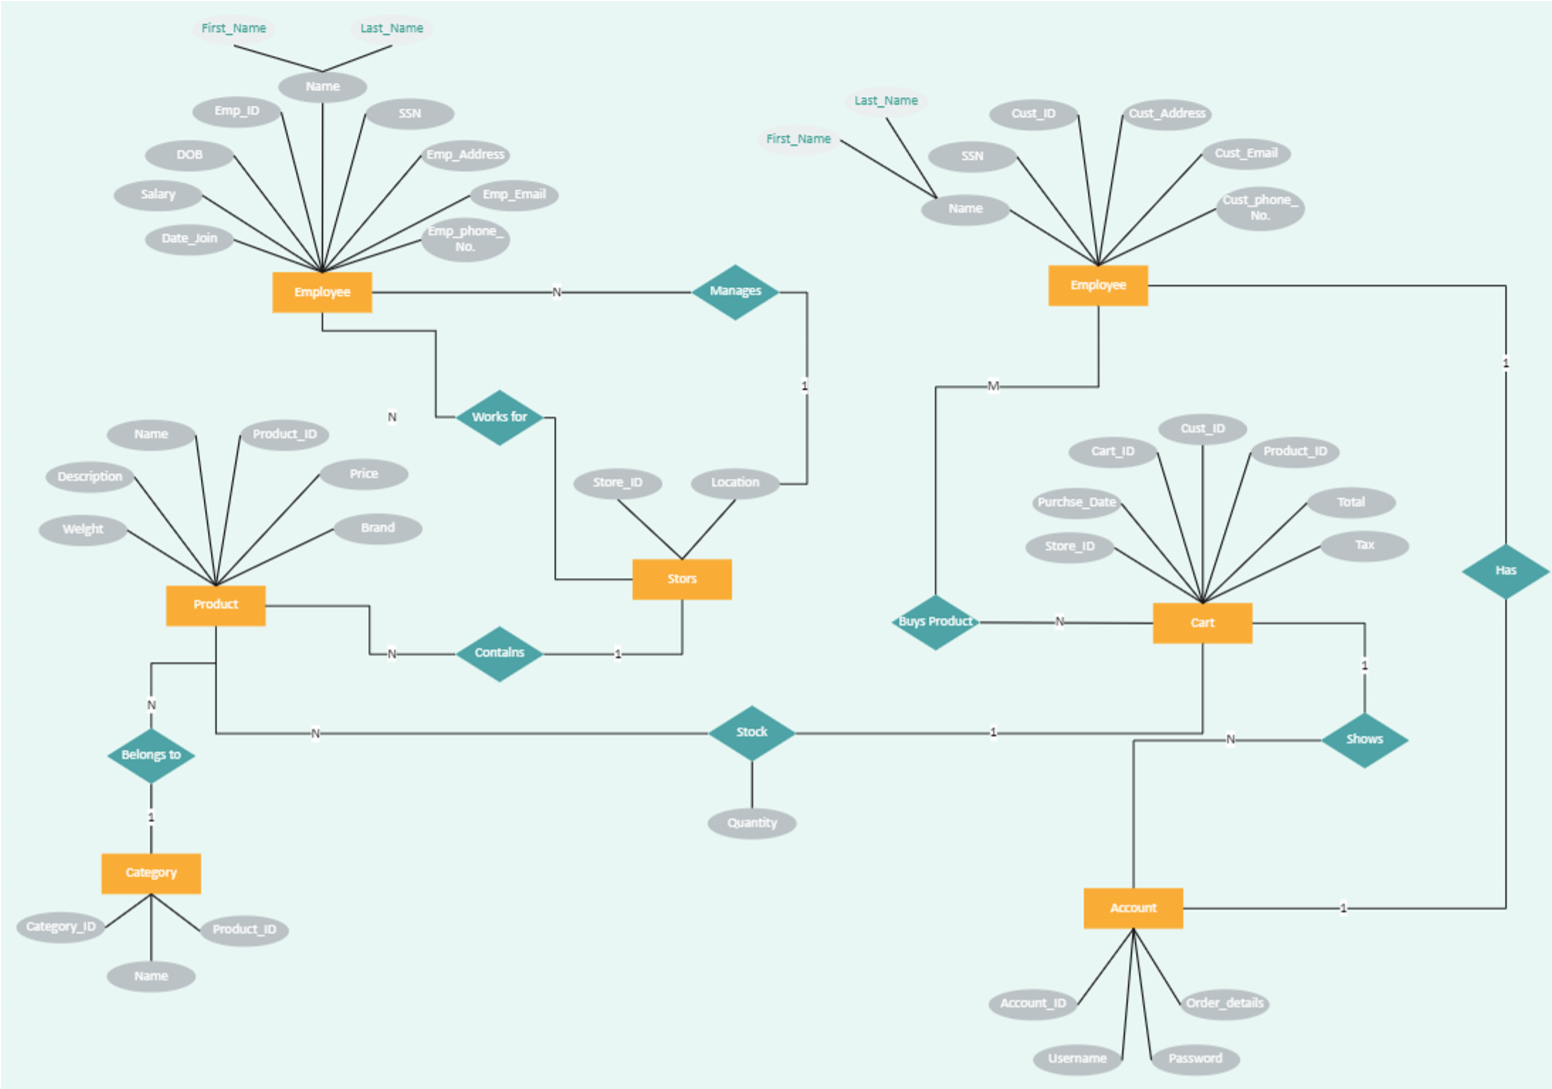 First_Name
Last_Name
Name
Emp_ID
SSN
DOB
Emp_Address
Salary
Emp_Email
Date_Join
Emp_phone_
No.
Employee
N
Manages
1
Works for
N
Last_Name
First_Name
Cust_ID
Cust_Address
SSN
Cust_Email
Name
Cust_phone_
No.
Employee
M
1
Name
Product_ID
Description
Price
Weight
Brand
Product
Store_ID
Location
Stors
N
Contains
1
Cust_ID
Cart_ID
Product_ID
Purchse_Date
Total
Store_ID
Tax
Cart
Buys Product
N
Has
1
N
Belongs to
1
N
Stock
1
Quantity
N
Shows
Category
Category_ID
Product_ID
Name
Account
1
Account_ID
Order_details
Username
Password